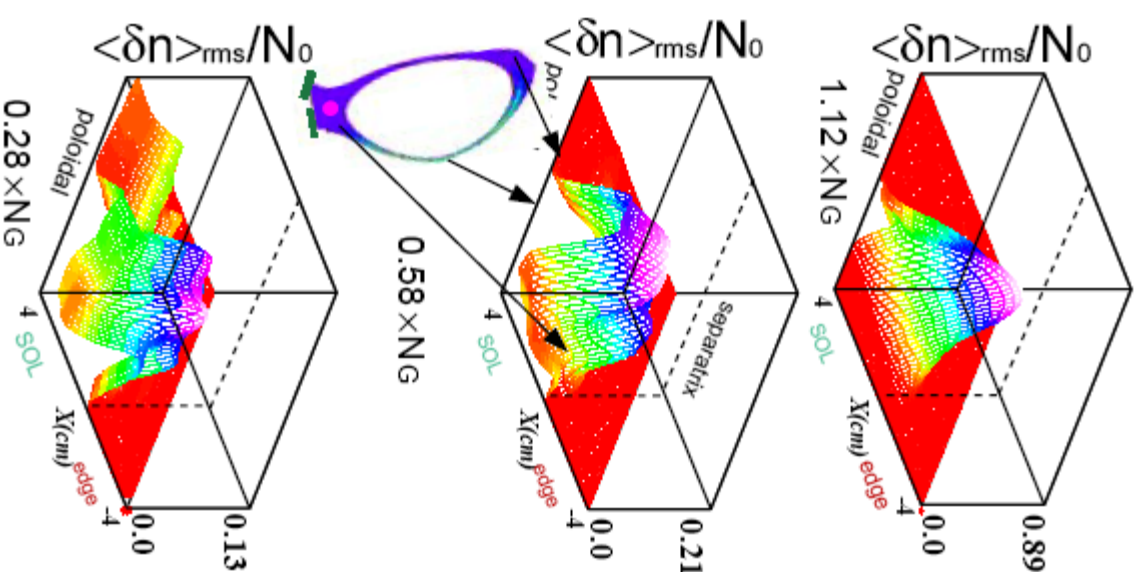 <δn>rms/N0
poloidal
0.28×NG
4
SOL
X(cm)
edge
-4
0.0
0.13
<δn>rms/N0
0.58×NG
separatrix
4
SOL
X(cm)
edge
-4
0.0
0.21
<δn>rms/N0
poloidal
1.12×NG
4
SOL
X(cm)
edge
-4
0.0
0.89